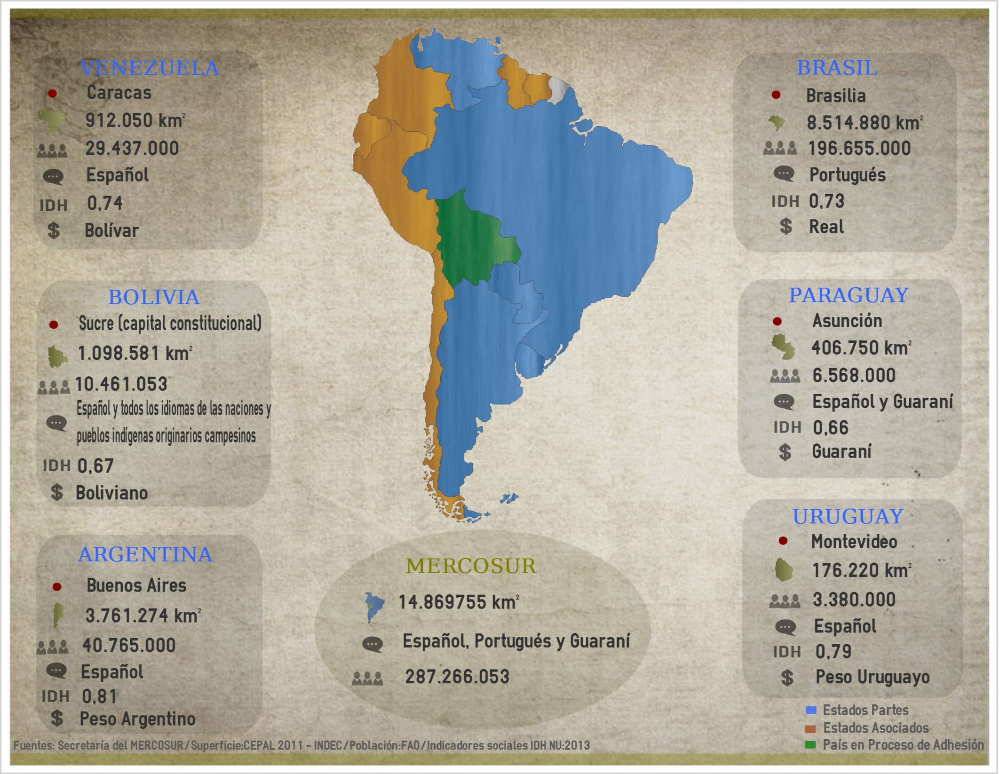 VENEZUELA
Caracas
912.050 km²
29.437.000
Español
IDH 0,74
$ Bolívar
BOLIVIA
Sucre (capital constitucional)
1.098.581 km²
10.461.053
Español y todos los idiomas de las naciones y
pueblos indígenas originarios campesinos
IDH 0,67
$ Boliviano
ARGENTINA
Buenos Aires
3.761.274 km²
40.765.000
Español
IDH 0,81
$ Peso Argentino
MERCOSUR
14.869755 km²
Español, Portugués y Guaraní
287.266.053
BRASIL
Brasilia
8.514.880 km²
196.655.000
Portugués
IDH 0,73
$ Real
PARAGUAY
Asunción
406.750 km²
6.568.000
Español y Guaraní
IDH 0,66
$ Guaraní
URUGUAY
Montevideo
176.220 km²
3.380.000
Español
IDH 0,79
$ Peso Uruguayo
Estados Partes
Estados Asociados
País en Proceso de Adhesión
Fuentes: Secretaría del MERCOSUR/Superficie:CEPAL 2011 - INDEC/Población:FAO/Indicadores sociales IDH NU:2013